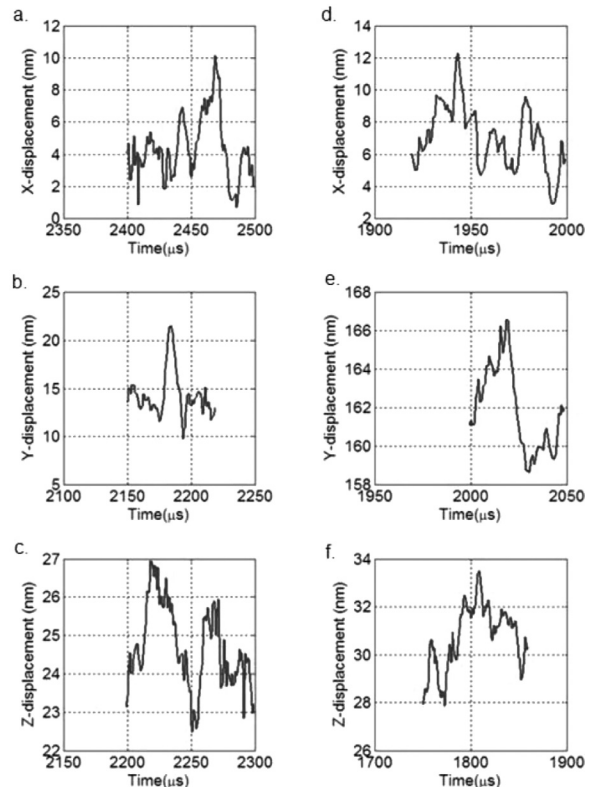 a.
X-displacement (nm)
12
10
8
6
4
2
0
2350 2400 2450 2500
Time(μs)
b.
Y-displacement (nm)
25
20
15
10
5
2100 2150 2200 2250
Time(μs)
c.
Z-displacement (nm)
27
26
25
24
23
22
2150 2200 2250 2300
Time(μs)
d.
X-displacement (nm)
14
12
10
8
6
4
2
1900 1950 2000
Time(μs)
e.
Y-displacement (nm)
168
166
164
162
160
158
1950 2000 2050
Time(μs)
f.
Z-displacement (nm)
34
32
30
28
26
1700 1800 1900
Time(μs)